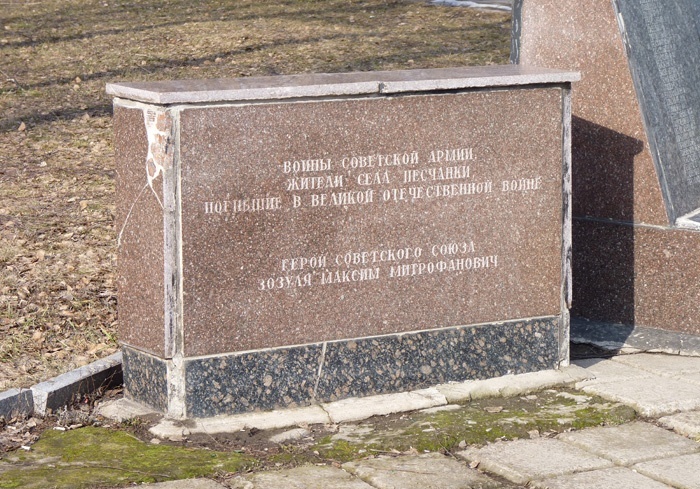 ВОИНЫ СОВЕТСКОЙ АРМИИ,
ЖИТЕЛИ СЕЛА ПЕСЧАНКИ
ПОГИБШИЕ В ВЕЛИКОЙ ОТЕЧЕСТВЕННОЙ ВОЙНЕ
ГЕРОЙ СОВЕТСКОГО СОЮЗА
ЗОЗУЛЯ МАКСИМ МИТРОФАНОВИЧ